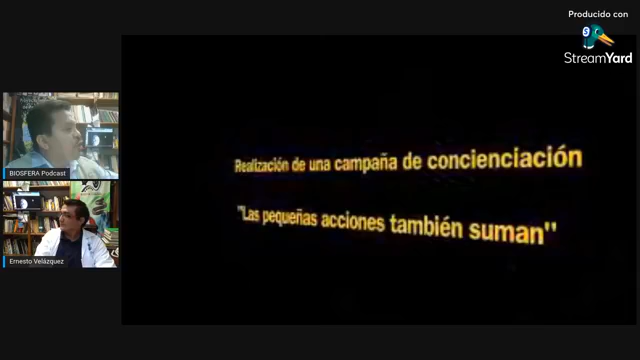 Producido con
StreamYard
BIOSFERA Podcast
Ernesto Velázquez
Realización de una campaña de concienciación
"Las pequeñas acciones también suman"